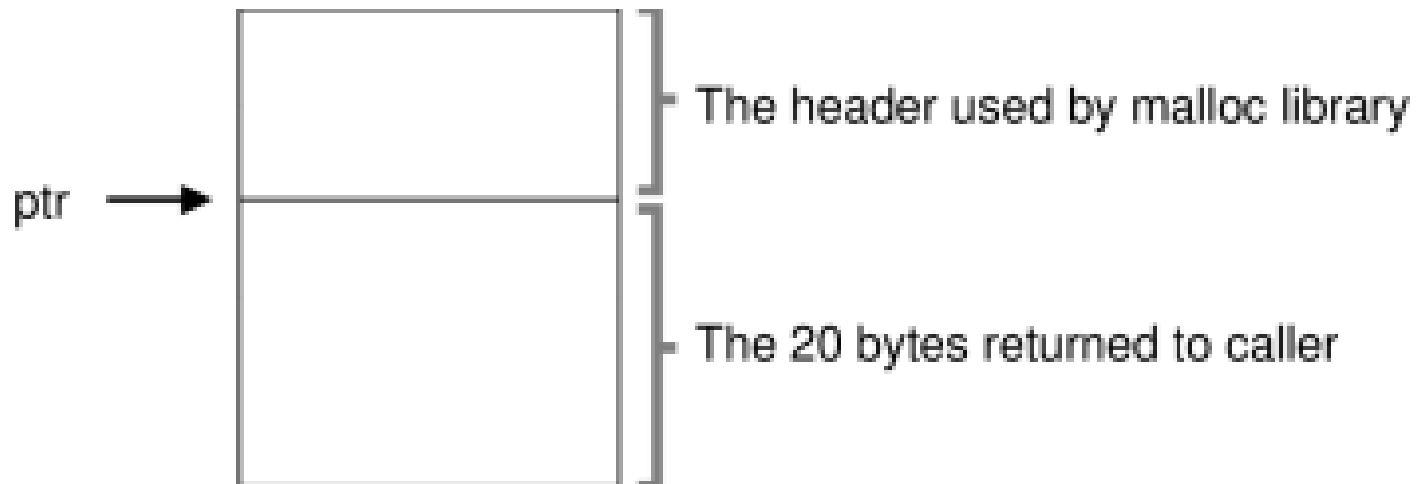 The header used by malloc library
ptr
The 20 bytes returned to caller